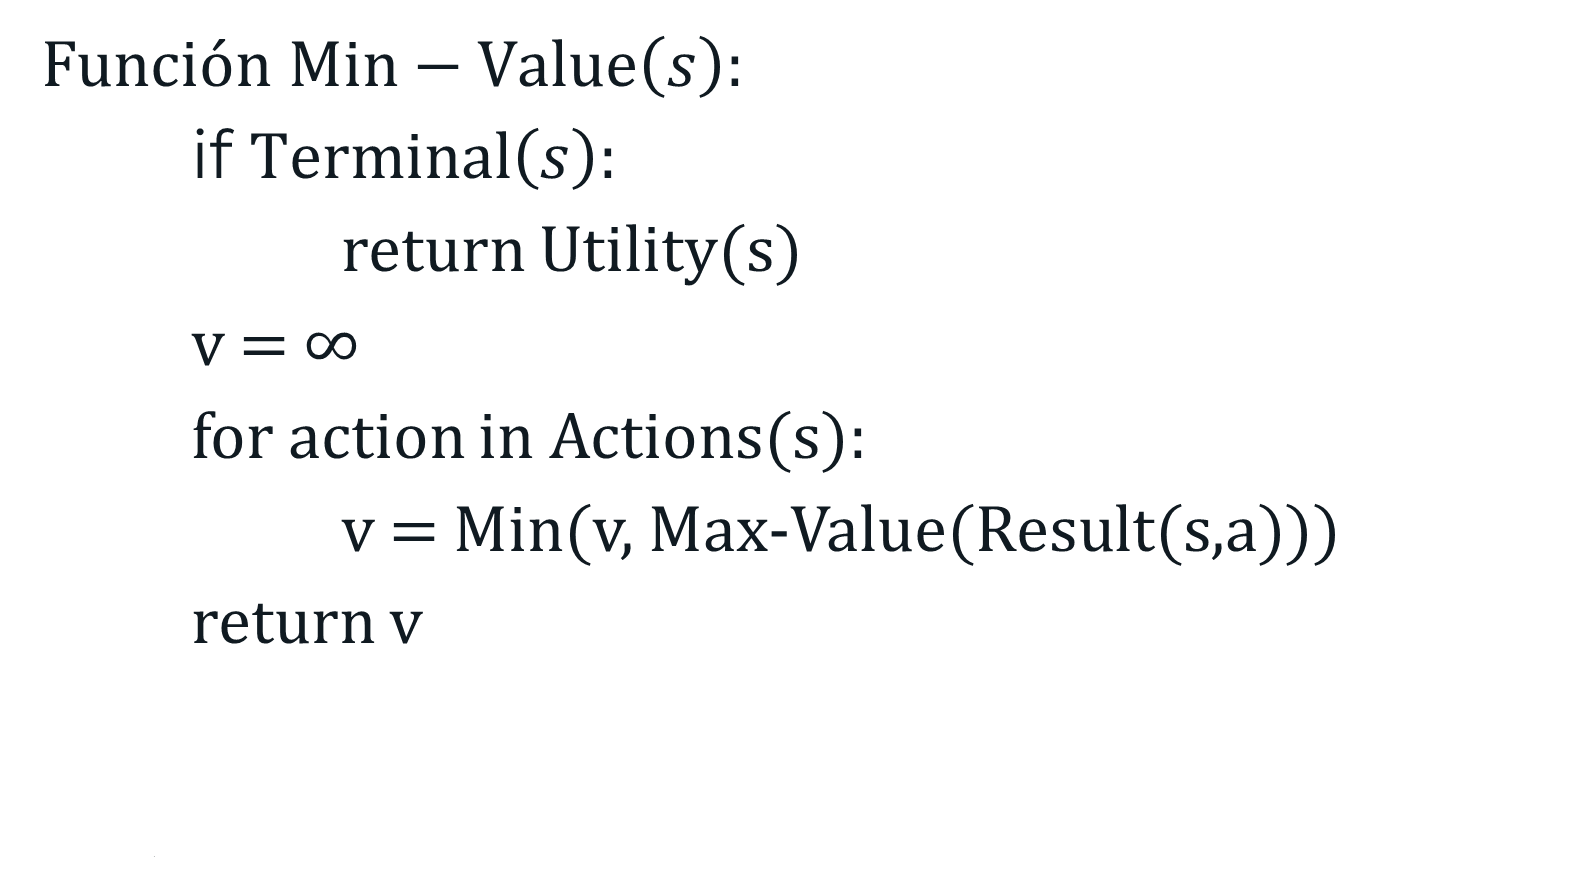 Función Min − Value(s):
if Terminal(s):
return Utility(s)
v = ∞
for action in Actions(s):
v = Min(v, Max-Value(Result(s,a)))
return v